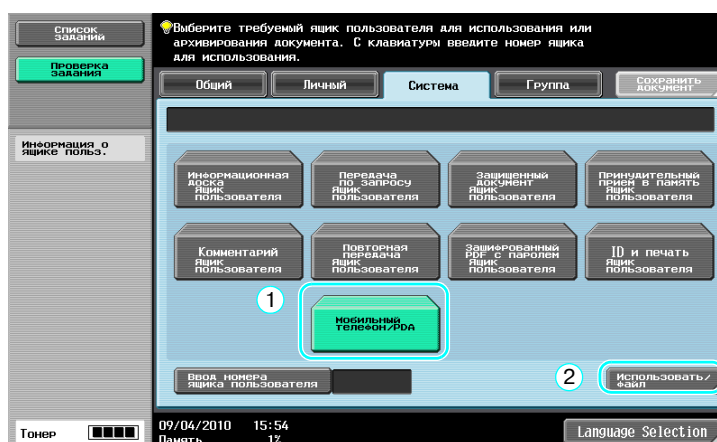 Список
заданий
Проверка
задания
Информация о
ящике польз.
Выберите требуемый ящик пользователя для использования или
архивирования документа. С клавиатуры введите номер ящика
для использования.
Общий
Личный
Система
Группа
Сохранить
документ
Информационная
доска
Ящик
пользователя
Передача
по запросу
Ящик
пользователя
Защищенный
документ
Ящик
пользователя
Принудительный
прием в память
Ящик
пользователя
Комментарий
Ящик
пользователя
Повторная
передача
Ящик
пользователя
Зашифрованный
PDF с паролем
Ящик
пользователя
ID и печать
Ящик
пользователя
1
Мобильный
телефон/PDA
Ввод номера
ящика пользователя
2
Использовать/
файл
Тонер
09/04/2010 15:54
Память 1%
Language Selection